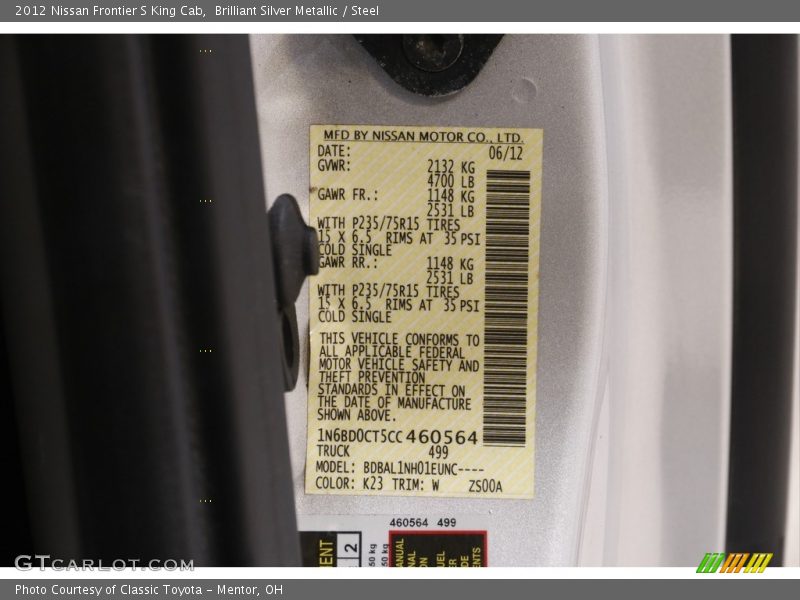 2012 Nissan Frontier S King Cab,  Brilliant Silver Metallic / Steel
MFD BY NISSAN MOTOR CO., LTD.
DATE: 06/12
GVWR: 2132 KG
4700 LB
GAWR FR.: 1148 KG
2531 LB
WITH P235/75R15 TIRES
15 X 6.5 RIMS AT 35 PSI
COLD SINGLE
GAWR RR.: 1148 KG
2531 LB
WITH P235/75R15 TIRES
15 X 6.5 RIMS AT 35 PSI
COLD SINGLE
THIS VEHICLE CONFORMS TO
ALL APPLICABLE FEDERAL
MOTOR VEHICLE SAFETY AND
THEFT PREVENTION
STANDARDS IN EFFECT ON
THE DATE OF MANUFACTURE
SHOWN ABOVE.
1N6BD0CT5CC460564
TRUCK 499
MODEL: BDBAL1NH01EUNC----
COLOR: K23 TRIM: W ZS00A
460564 499
2
GTCARLOT.COM
Photo Courtesy of Classic Toyota - Mentor, OH